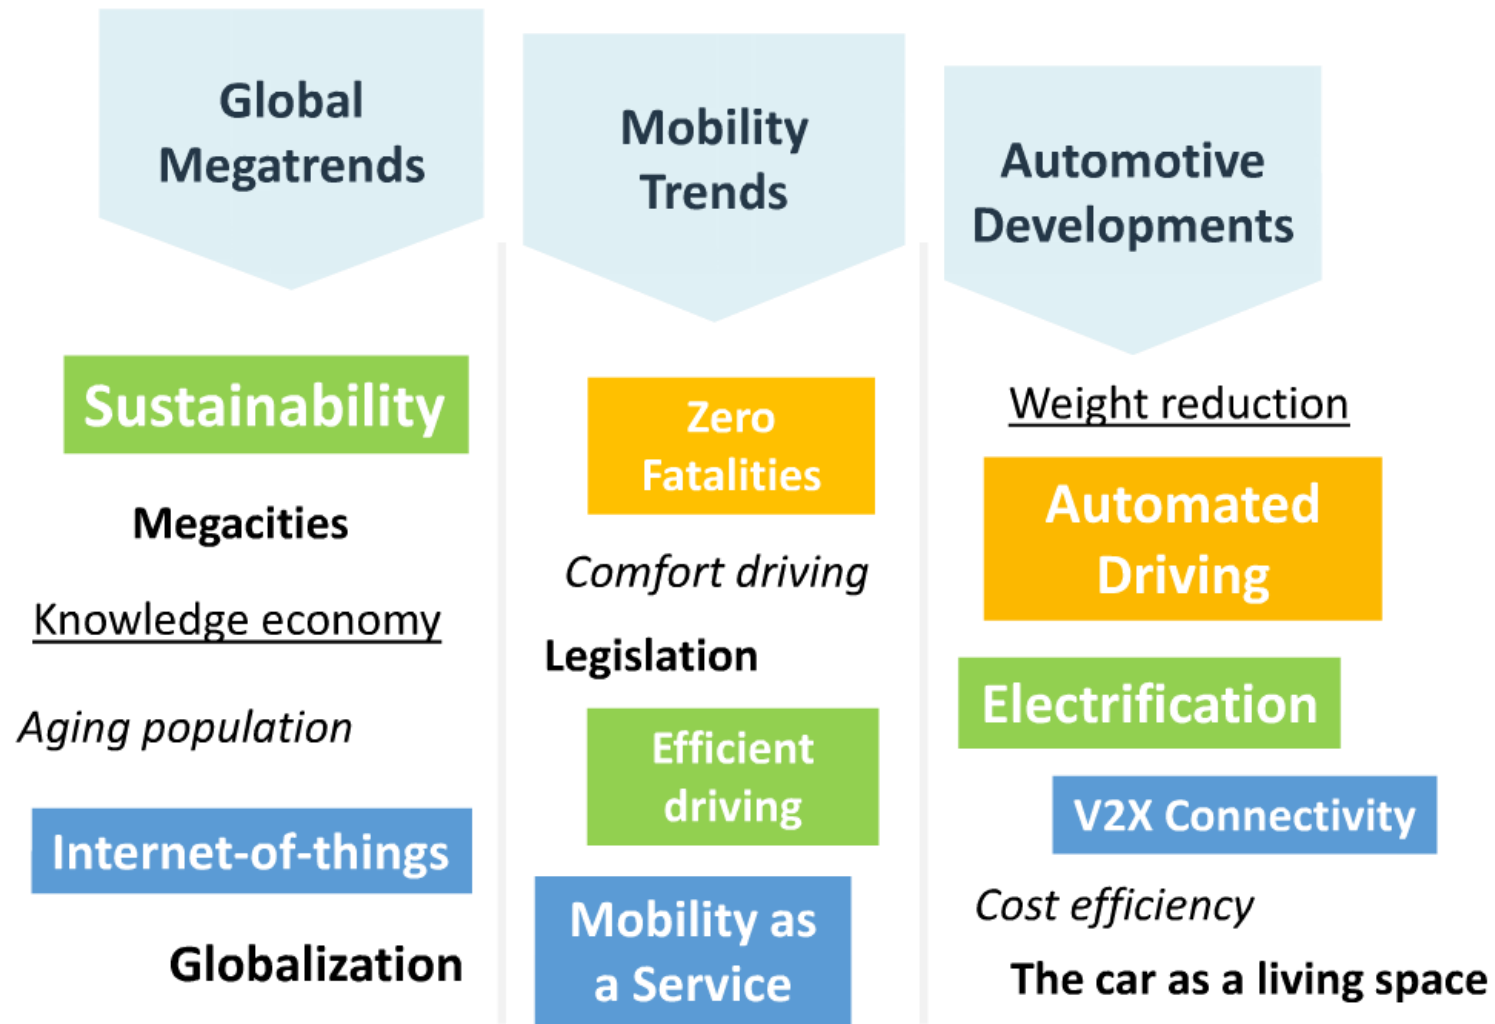 Global
Megatrends
Sustainability
Megacities
Knowledge economy
Aging population
Internet-of-things
Globalization
Mobility
Trends
Zero
Fatalities
Comfort driving
Legislation
Efficient
driving
Mobility as
a Service
Automotive
Developments
Weight reduction
Automated
Driving
Electrification
V2X Connectivity
Cost efficiency
The car as a living space